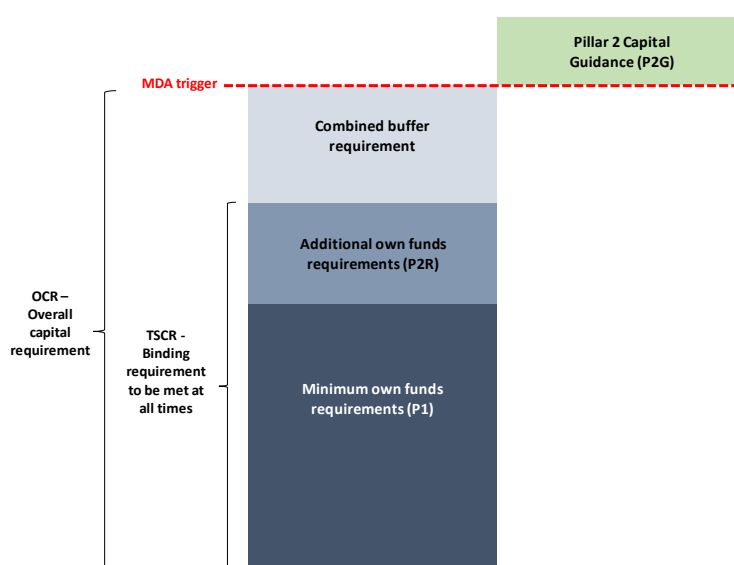 Pillar 2 Capital
Guidance (P2G)
MDA trigger
Combined buffer
requirement
Additional own funds
requirements (P2R)
OCR –
Overall
capital
requirement
TSCR -
Binding
requirement
to be met at
all times
Minimum own funds
requirements (P1)